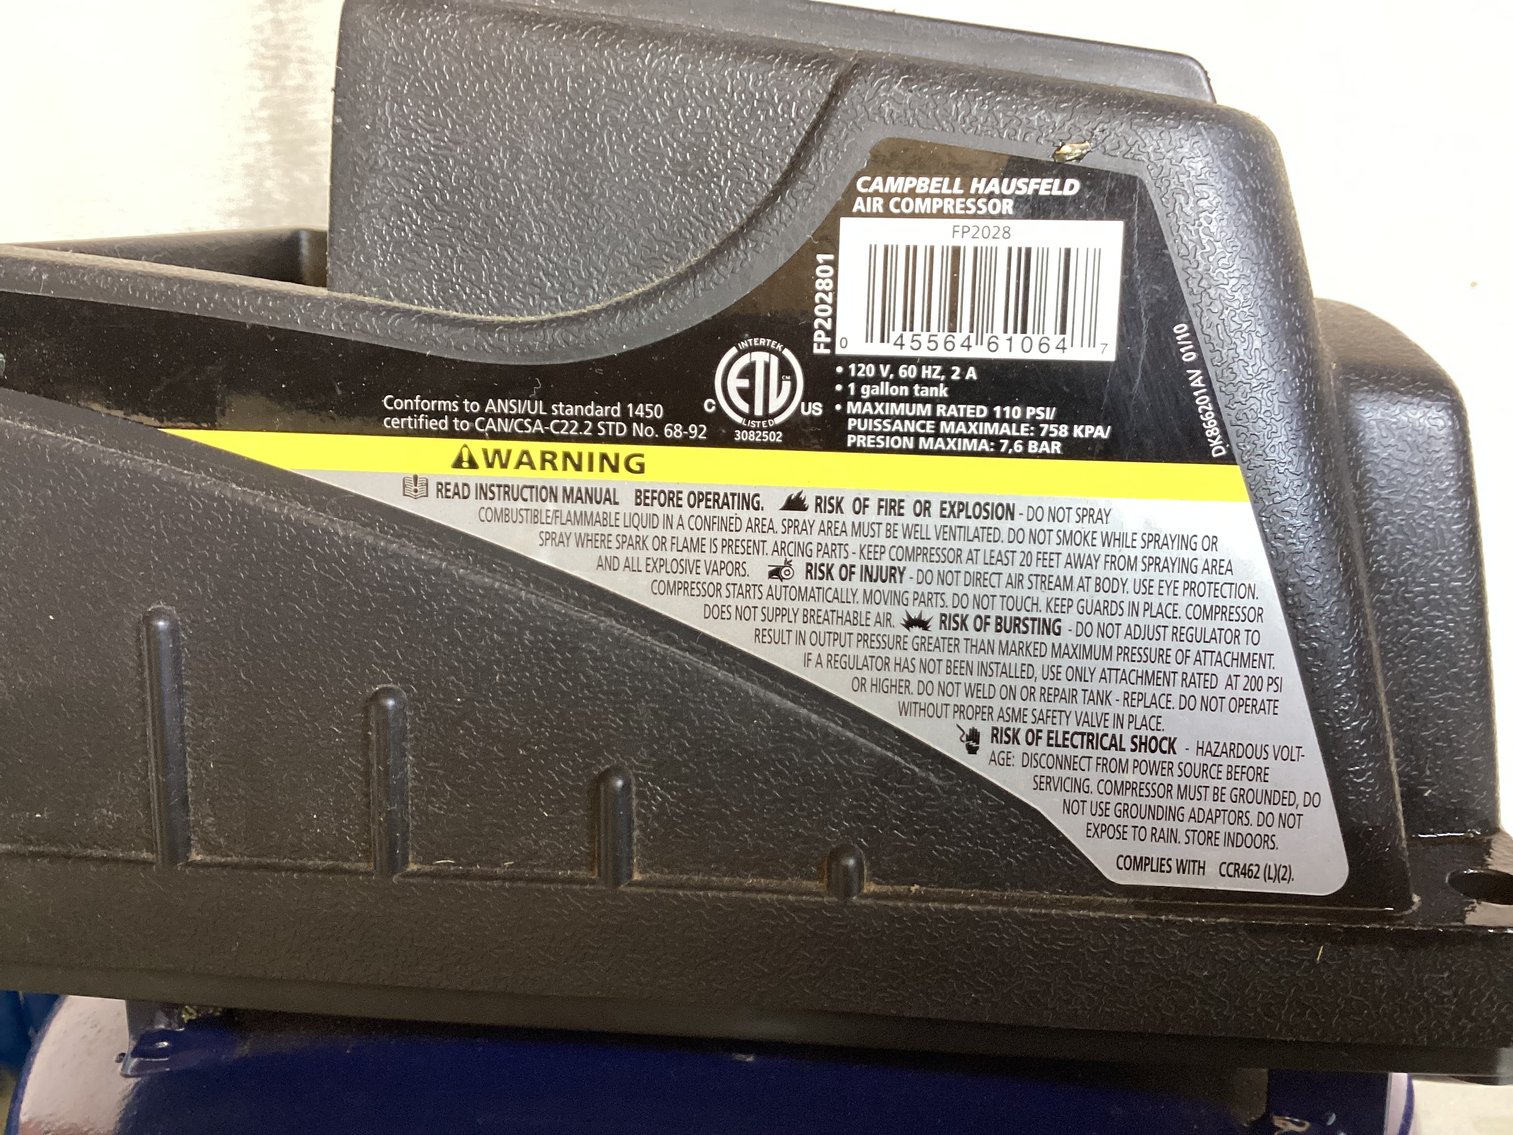 CAMPBELL HAUSFELD
AIR COMPRESSOR
FP2028
FP202801
0 45564 61064 7
• 120 V, 60 HZ, 2 A
• 1 gallon tank
• MAXIMUM RATED 110 PSI/
PUISSANCE MAXIMALE: 758 KPA/
PRESION MAXIMA: 7,6 BAR
DK866201AV 01/10
INTERTEK
ETL CM
C US
LISTED
3082502
Conforms to ANSI/UL standard 1450
certified to CAN/CSA-C22.2 STD No. 68-92
WARNING
READ INSTRUCTION MANUAL BEFORE OPERATING. RISK OF FIRE OR EXPLOSION - DO NOT SPRAY
COMBUSTIBLE/FLAMMABLE LIQUID IN A CONFINED AREA. SPRAY AREA MUST BE WELL VENTILATED. DO NOT SMOKE WHILE SPRAYING OR
SPRAY WHERE SPARK OR FLAME IS PRESENT. ARCING PARTS - KEEP COMPRESSOR AT LEAST 20 FEET AWAY FROM SPRAYING AREA
AND ALL EXPLOSIVE VAPORS. RISK OF INJURY - DO NOT DIRECT AIR STREAM AT BODY. USE EYE PROTECTION.
COMPRESSOR STARTS AUTOMATICALLY. MOVING PARTS. DO NOT TOUCH. KEEP GUARDS IN PLACE. COMPRESSOR
DOES NOT SUPPLY BREATHABLE AIR. RISK OF BURSTING - DO NOT ADJUST REGULATOR TO
RESULT IN OUTPUT PRESSURE GREATER THAN MARKED MAXIMUM PRESSURE OF ATTACHMENT.
IF A REGULATOR HAS NOT BEEN INSTALLED, USE ONLY ATTACHMENT RATED AT 200 PSI
OR HIGHER. DO NOT WELD ON OR REPAIR TANK - REPLACE. DO NOT OPERATE
WITHOUT PROPER ASME SAFETY VALVE IN PLACE.
RISK OF ELECTRICAL SHOCK - HAZARDOUS VOLT-
AGE: DISCONNECT FROM POWER SOURCE BEFORE
SERVICING. COMPRESSOR MUST BE GROUNDED, DO
NOT USE GROUNDING ADAPTORS. DO NOT
EXPOSE TO RAIN. STORE INDOORS.
COMPLIES WITH CCR462 (L)(2).